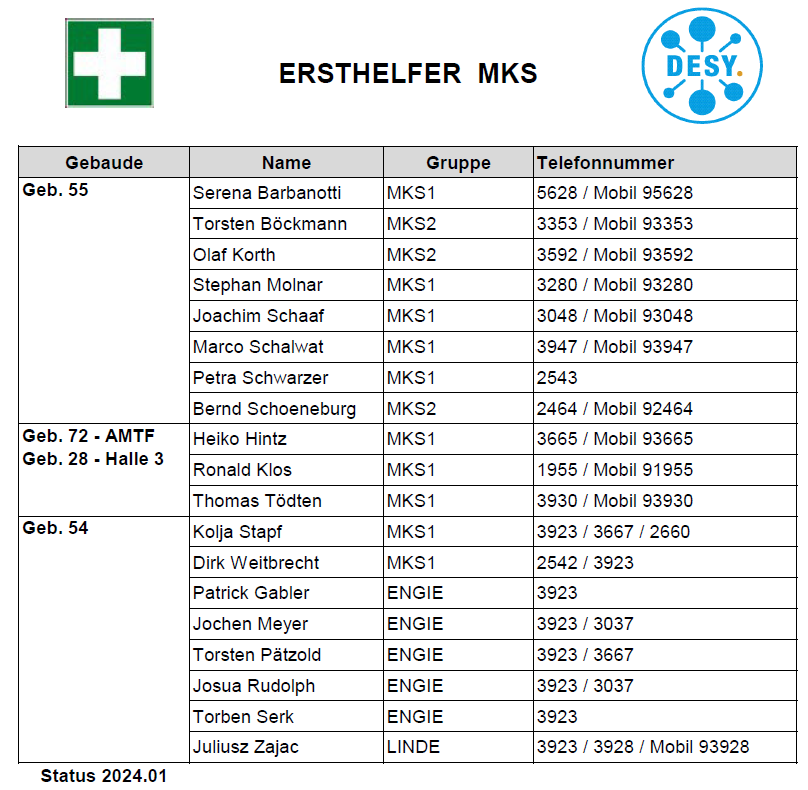 ERSTHELFER MKS
DESY.
Gebaude Name Gruppe Telefonnummer
Geb. 55 Serena Barbanotti MKS1 5628 / Mobil 95628
Torsten Böckmann MKS2 3353 / Mobil 93353
Olaf Korth MKS2 3592 / Mobil 93592
Stephan Molnar MKS1 3280 / Mobil 93280
Joachim Schaaf MKS1 3048 / Mobil 93048
Marco Schalwat MKS1 3947 / Mobil 93947
Petra Schwarzer MKS1 2543
Bernd Schoeneburg MKS2 2464 / Mobil 92464
Geb. 72 - AMTF Heiko Hintz MKS1 3665 / Mobil 93665
Geb. 28 - Halle 3 Ronald Klos MKS1 1955 / Mobil 91955
Thomas Tödten MKS1 3930 / Mobil 93930
Geb. 54 Kolja Stapf MKS1 3923 / 3667 / 2660
Dirk Weitbrecht MKS1 2542 / 3923
Patrick Gabler ENGIE 3923
Jochen Meyer ENGIE 3923 / 3037
Torsten Pätzold ENGIE 3923 / 3667
Josua Rudolph ENGIE 3923 / 3037
Torben Serk ENGIE 3923
Juliusz Zajac LINDE 3923 / 3928 / Mobil 93928
Status 2024.01